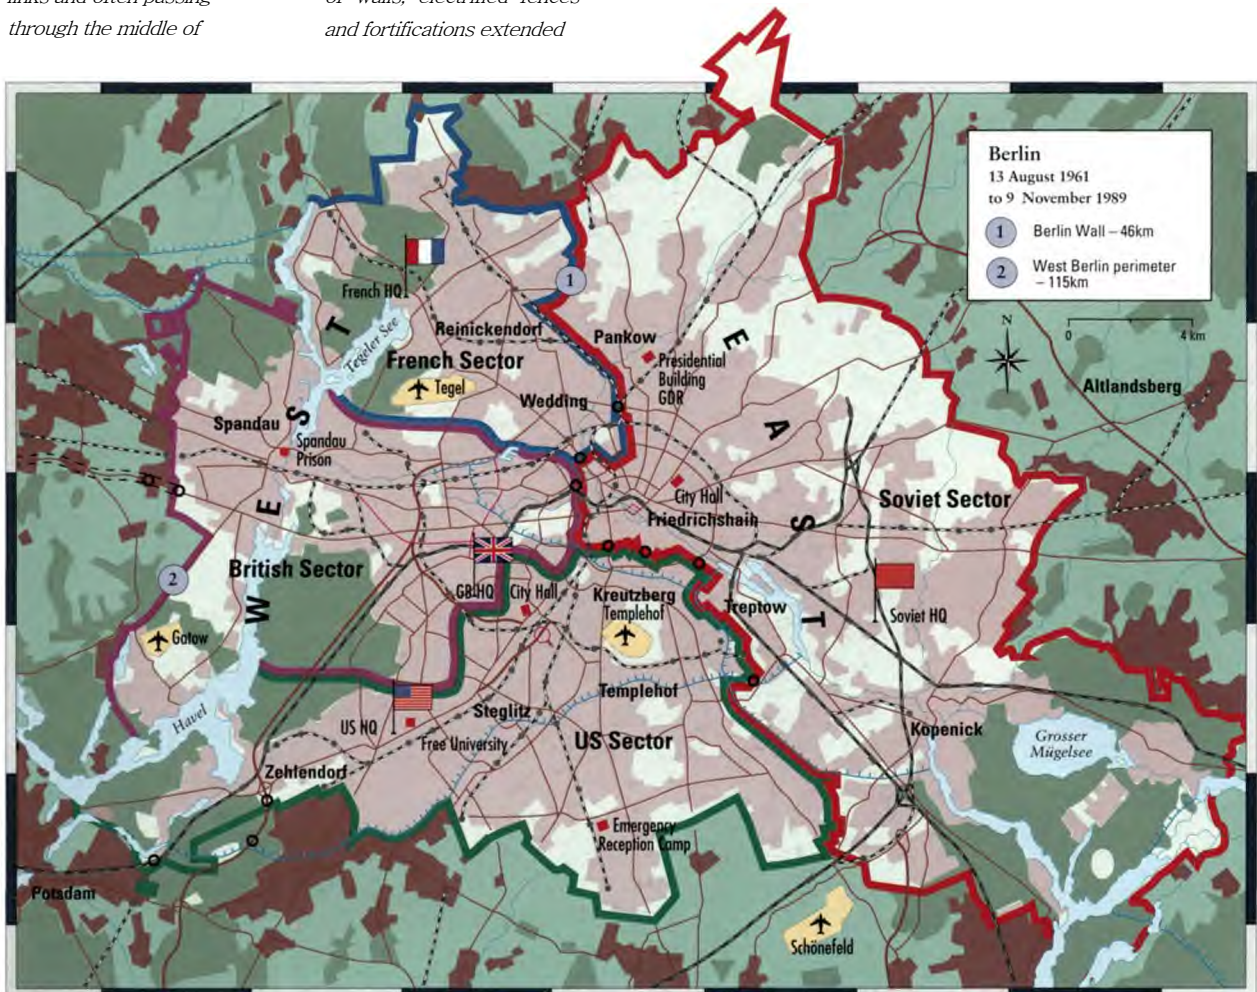 links and often passing
through the middle of
of walls, electrified fences
and fortifications extended
Berlin
13 August 1961
to 9 November 1989
1 Berlin Wall – 46km
2 West Berlin perimeter
– 115km
N
0 4 km
French HQ
Tegeler See
Reinickendorf
French Sector
Tegel
Wedding
1
Pankow
Presidential
Building
GDR
Altlandsberg
Spandau
Spandau
Prison
City Hall
Friedrichshain
Soviet Sector
WEST
EAST
British Sector
2
Gatow
GB HQ
City Hall
Kreutzberg
Templehof
Treptow
Soviet HQ
Havel
US HQ
Steglitz
Free University
Templehof
US Sector
Kopenick
Grosser
Mügelsee
Zehlendorf
Emergency
Reception Camp
Potsdam
Schönefeld